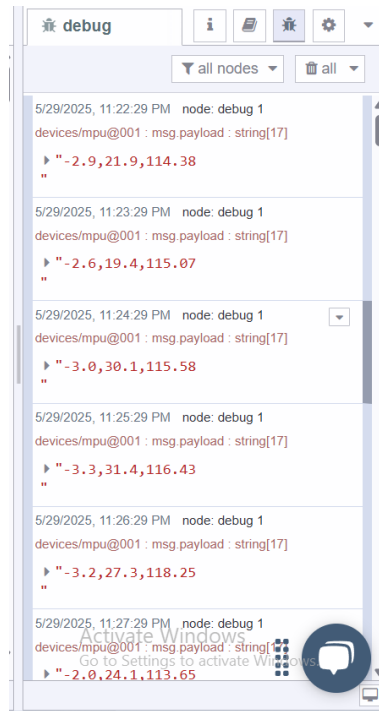 debug
i
all nodes
all
5/29/2025, 11:22:29 PM node: debug 1
devices/mpu@001 : msg.payload : string[17]
"-2.9,21.9,114.38
"
5/29/2025, 11:23:29 PM node: debug 1
devices/mpu@001 : msg.payload : string[17]
"-2.6,19.4,115.07
"
5/29/2025, 11:24:29 PM node: debug 1
devices/mpu@001 : msg.payload : string[17]
"-3.0,30.1,115.58
"
5/29/2025, 11:25:29 PM node: debug 1
devices/mpu@001 : msg.payload : string[17]
"-3.3,31.4,116.43
"
5/29/2025, 11:26:29 PM node: debug 1
devices/mpu@001 : msg.payload : string[17]
"-3.2,27.3,118.25
"
5/29/2025, 11:27:29 PM node: debug 1
Activate Windows
devices/mpu@001 : msg.payload : string[17]
Go to Settings to activate Windows.
"-2.0,24.1,113.65